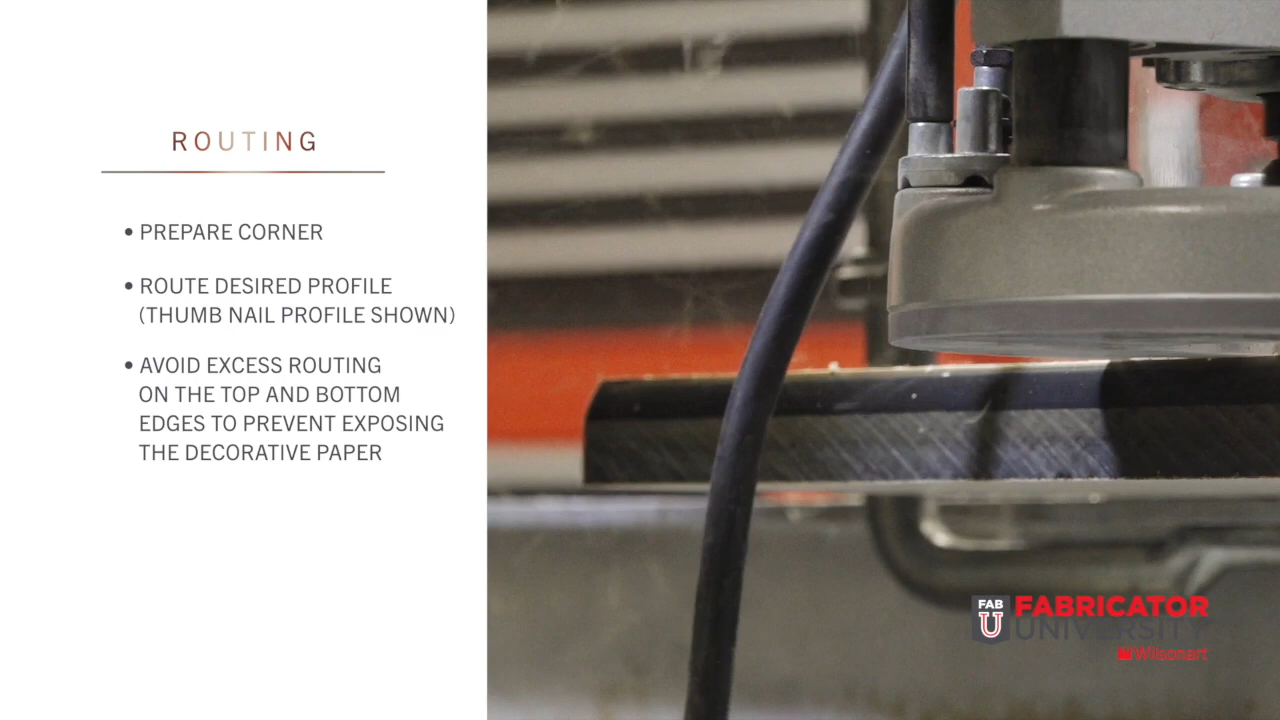 ROUTING
• PREPARE CORNER
• ROUTE DESIRED PROFILE
(THUMB NAIL PROFILE SHOWN)
• AVOID EXCESS ROUTING
ON THE TOP AND BOTTOM
EDGES TO PREVENT EXPOSING
THE DECORATIVE PAPER
FAB
U
FABRICATOR
UNIVERSITY
Wilsonart